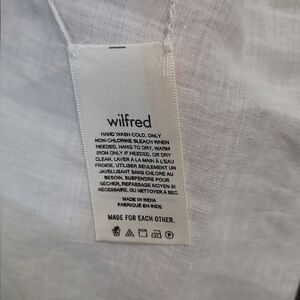 wilfred
HAND WASH COLD, ONLY
NON-CHLORINE BLEACH WHEN
NEEDED, HANG TO DRY, WARM
IRON ONLY IF NEEDED, OR DRY
CLEAN. LAVER À LA MAIN À L'EAU
FROIDE, UTILISER SEULEMENT UN
JAVELLISANT SANS CHLORE AU
BESOIN, SUSPENDRE POUR
SÉCHER, REPASSAGE MOYEN SI
NÉCESSAIRE, OU NETTOYER À SEC.
MADE IN INDIA
FABRIQUÉ EN INDE
MADE FOR EACH OTHER.